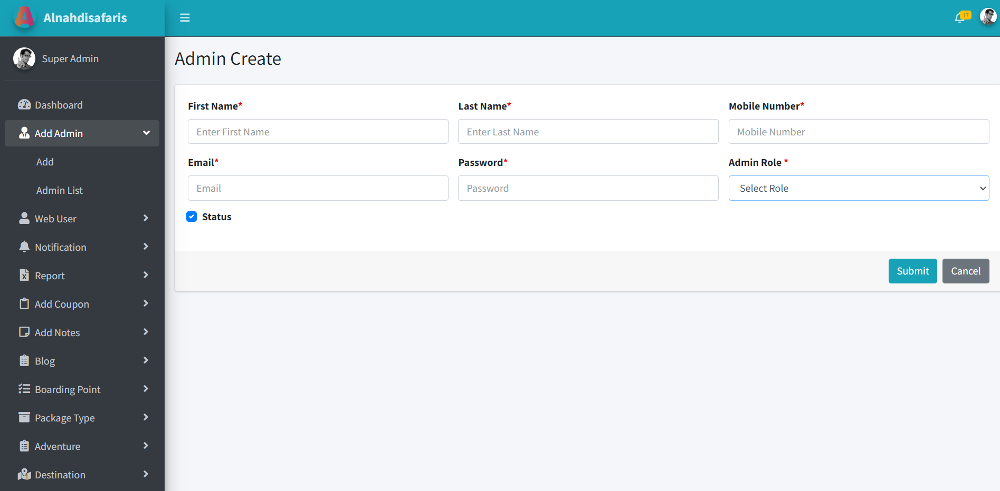 Alnahdisafaris
17
Super Admin
Dashboard
Add Admin
Add
Admin List
Web User
Notification
Report
Add Coupon
Add Notes
Blog
Boarding Point
Package Type
Adventure
Destination
Admin Create
First Name* Last Name* Mobile Number*
Enter First Name Enter Last Name Mobile Number
Email* Password* Admin Role *
Email Password Select Role
Status
Submit Cancel